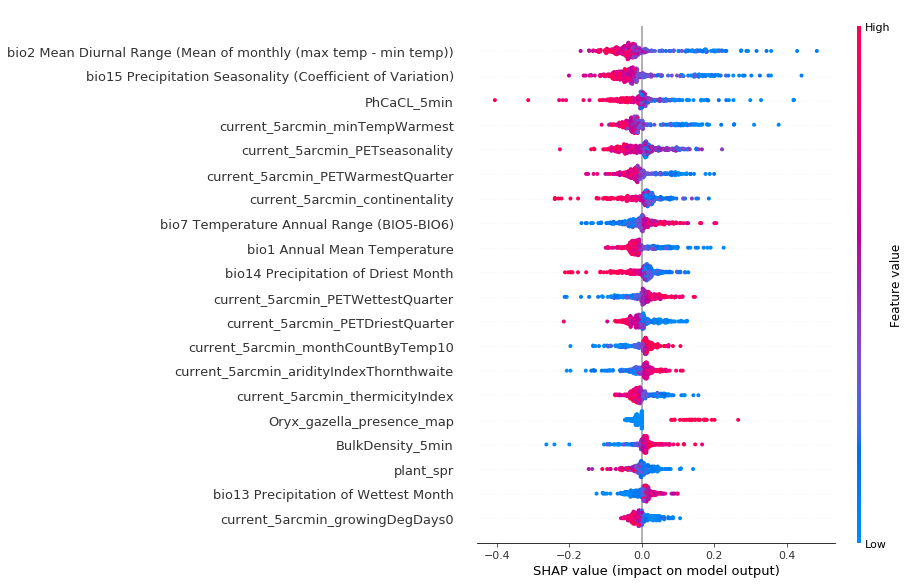 High
bio2 Mean Diurnal Range (Mean of monthly (max temp - min temp))
bio15 Precipitation Seasonality (Coefficient of Variation)
PhCaCL_5min
current_5arcmin_minTempWarmest
current_5arcmin_PETseasonality
current_5arcmin_PETWarmestQuarter
current_5arcmin_continentality
bio7 Temperature Annual Range (BIO5-BIO6)
bio1 Annual Mean Temperature
bio14 Precipitation of Driest Month
current_5arcmin_PETWettestQuarter
current_5arcmin_PETDriestQuarter
current_5arcmin_monthCountByTemp10
current_5arcmin_aridityIndexThornthwaite
current_5arcmin_thermicityIndex
Oryx_gazella_presence_map
BulkDensity_5min
plant_spr
bio13 Precipitation of Wettest Month
current_5arcmin_growingDegDays0
Feature value
Low
−0.4 −0.2 0.0 0.2 0.4
SHAP value (impact on model output)